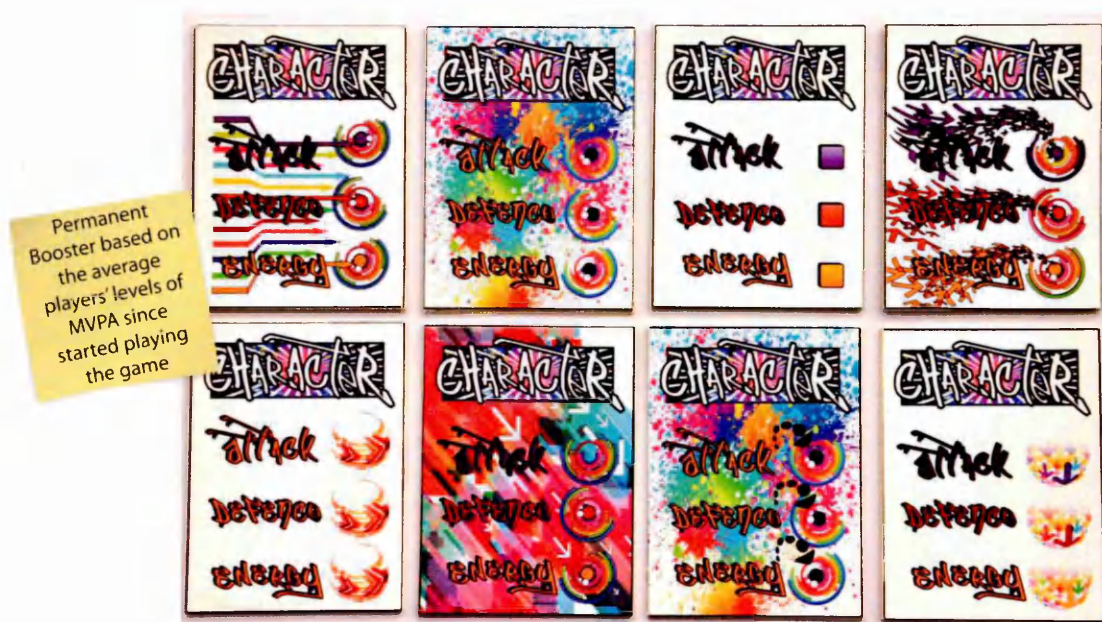 CHARACTER
ATTACK
DEFENCE
ENERGY
CHARACTER
ATTACK
DEFENCE
ENERGY
CHARACTER
ATTACK
DEFENCE
ENERGY
CHARACTER
ATTACK
DEFENCE
ENERGY
Permanent
Booster based on
the average
players' levels of
MVPA since
started playing
the game
CHARACTER
ATTACK
DEFENCE
ENERGY
CHARACTER
ATTACK
DEFENCE
ENERGY
CHARACTER
ATTACK
DEFENCE
ENERGY
CHARACTER
ATTACK
DEFENCE
ENERGY